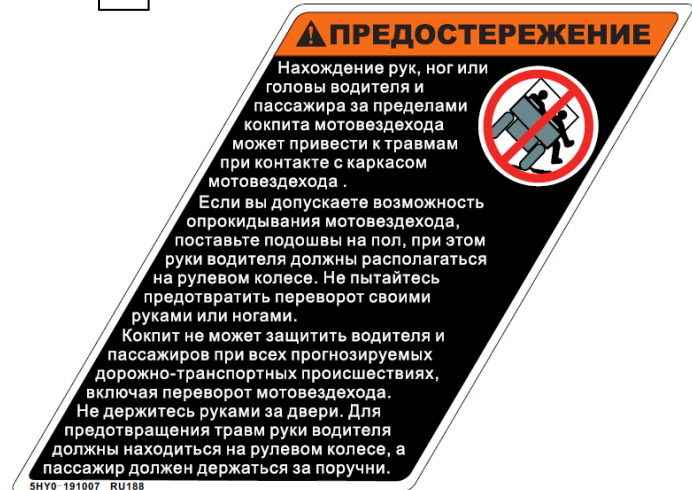 ПРЕДОСТЕРЕЖЕНИЕ
Нахождение рук, ног или
головы водителя и
пассажира за пределами
кокпита мотовездехода
может привести к травмам
при контакте с каркасом
мотовездехода .
Если вы допускаете возможность
опрокидывания мотовездехода,
поставьте подошвы на пол, при этом
руки водителя должны располагаться
на рулевом колесе. Не пытайтесь
предотвратить переворот своими
руками или ногами.
Кокпит не может защитить водителя и
пассажиров при всех прогнозируемых
дорожно-транспортных происшествиях,
включая переворот мотовездехода.
Не держитесь руками за двери. Для
предотвращения травм руки водителя
должны находиться на рулевом колесе, а
пассажир должен держаться за поручни.
5HY0-191007 RU188